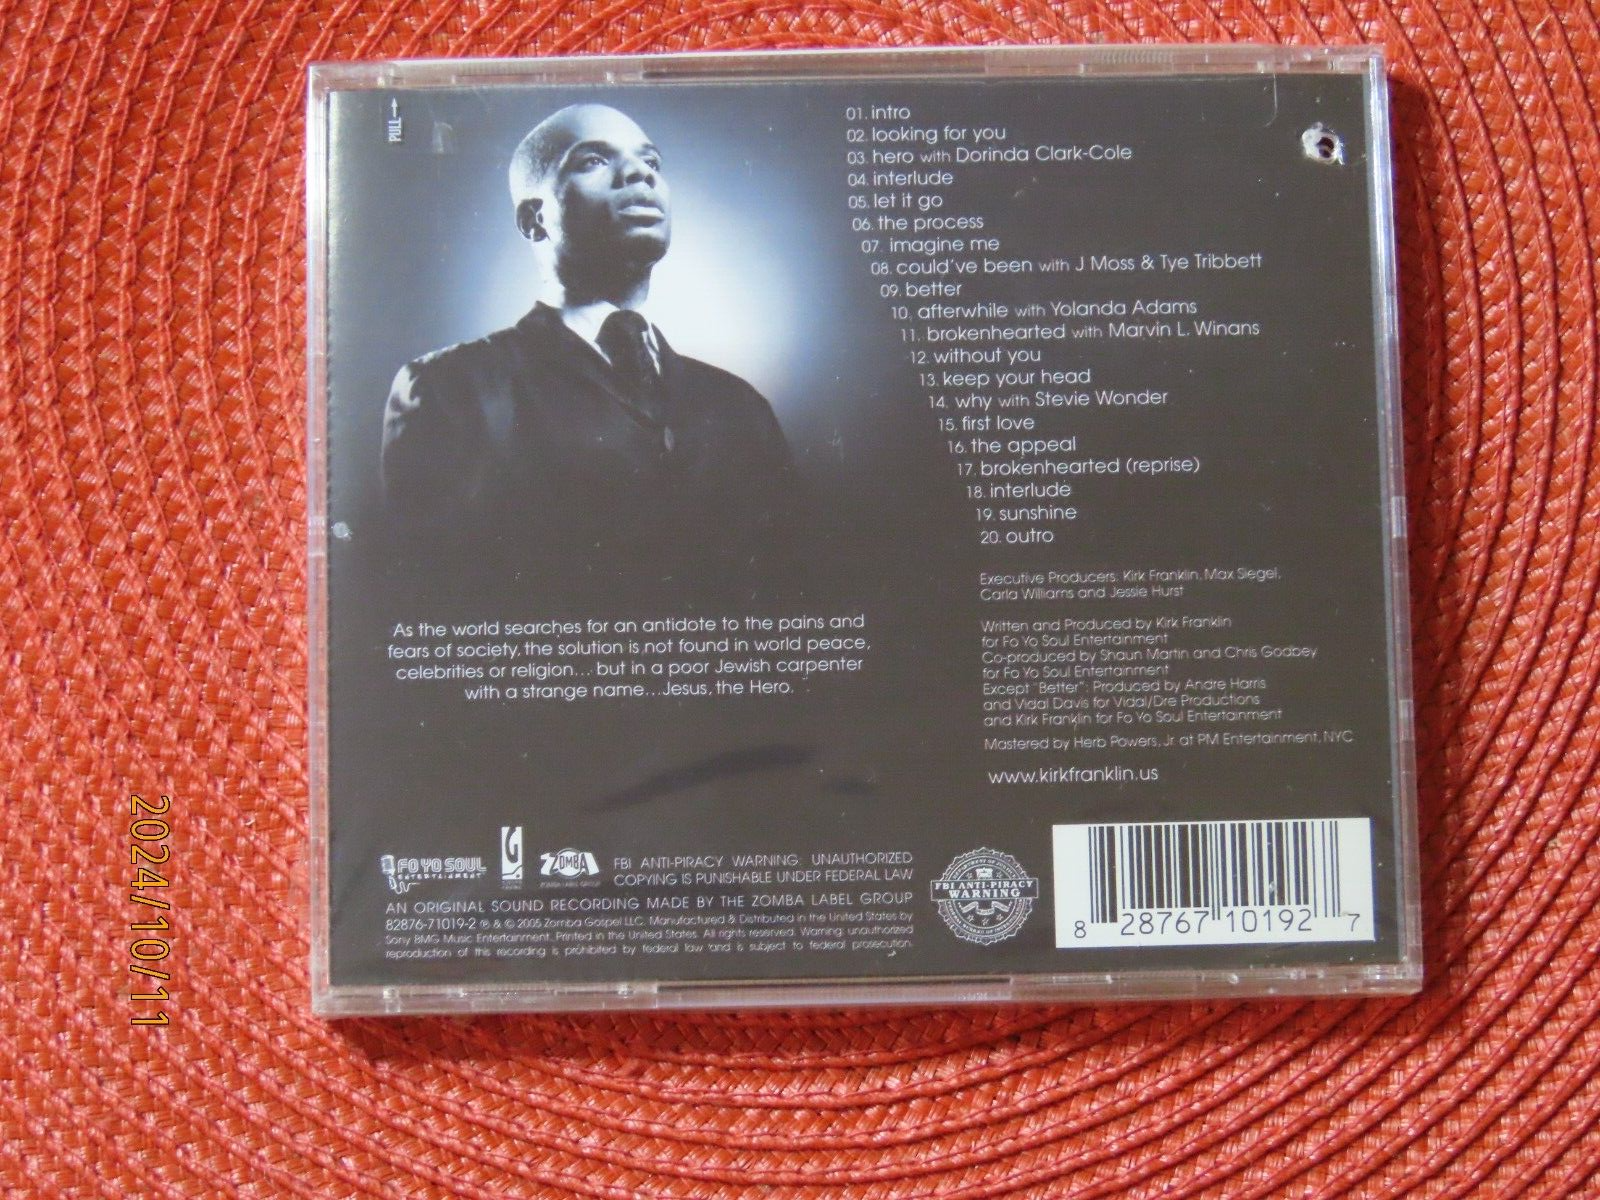 PULL→
01. intro
02. looking for you
03. hero with Dorinda Clark-Cole
04. interlude
05. let it go
06. the process
07. imagine me
08. could've been with J Moss & Tye Tribbett
09. better
10. afterwhile with Yolanda Adams
11. brokenhearted with Marvin L. Winans
12. without you
13. keep your head
14. why with Stevie Wonder
15. first love
16. the appeal
17. brokenhearted (reprise)
18. interlude
19. sunshine
20. outro
Executive Producers: Kirk Franklin, Max Siegel,
Carla Williams and Jessie Hurst
Written and Produced by Kirk Franklin
for Fo Yo Soul Entertainment
Co-produced by Shaun Martin and Chris Godbey
for Fo Yo Soul Entertainment
Except "Better": Produced by Andre Harris
and Vidal Davis for Vidal/Dre Productions
and Kirk Franklin for Fo Yo Soul Entertainment
Mastered by Herb Powers, Jr. at PM Entertainment, NYC
www.kirkfranklin.us
As the world searches for an antidote to the pains and
fears of society, the solution is not found in world peace,
celebrities or religion... but in a poor Jewish carpenter
with a strange name...Jesus, the Hero.
FO YO SOUL
ENTERTAINMENT
G
ZOMBA
ZOMBA LABEL GROUP
FBI ANTI-PIRACY WARNING: UNAUTHORIZED
COPYING IS PUNISHABLE UNDER FEDERAL LAW
AN ORIGINAL SOUND RECORDING MADE BY THE ZOMBA LABEL GROUP
82876-71019-2 ℗ & © 2005 Zomba Gospel LLC. Manufactured & Distributed in the United States by
Sony BMG Music Entertainment. Printed in the United States. All rights reserved. Warning: unauthorized
reproduction of this recording is prohibited by federal law and is subject to federal prosecution.
FBI ANTI-PIRACY
WARNING
8 28767 10192 7
2024/10/11